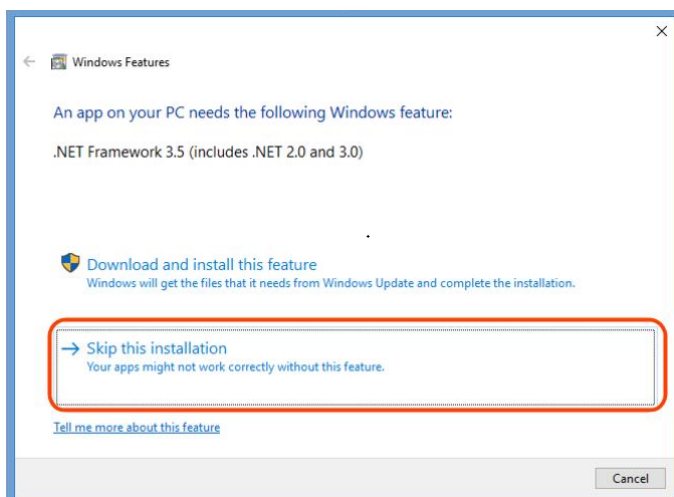 Windows Features
An app on your PC needs the following Windows feature:
.NET Framework 3.5 (includes .NET 2.0 and 3.0)
Download and install this feature
Windows will get the files that it needs from Windows Update and complete the installation.
Skip this installation
Your apps might not work correctly without this feature.
Tell me more about this feature
Cancel